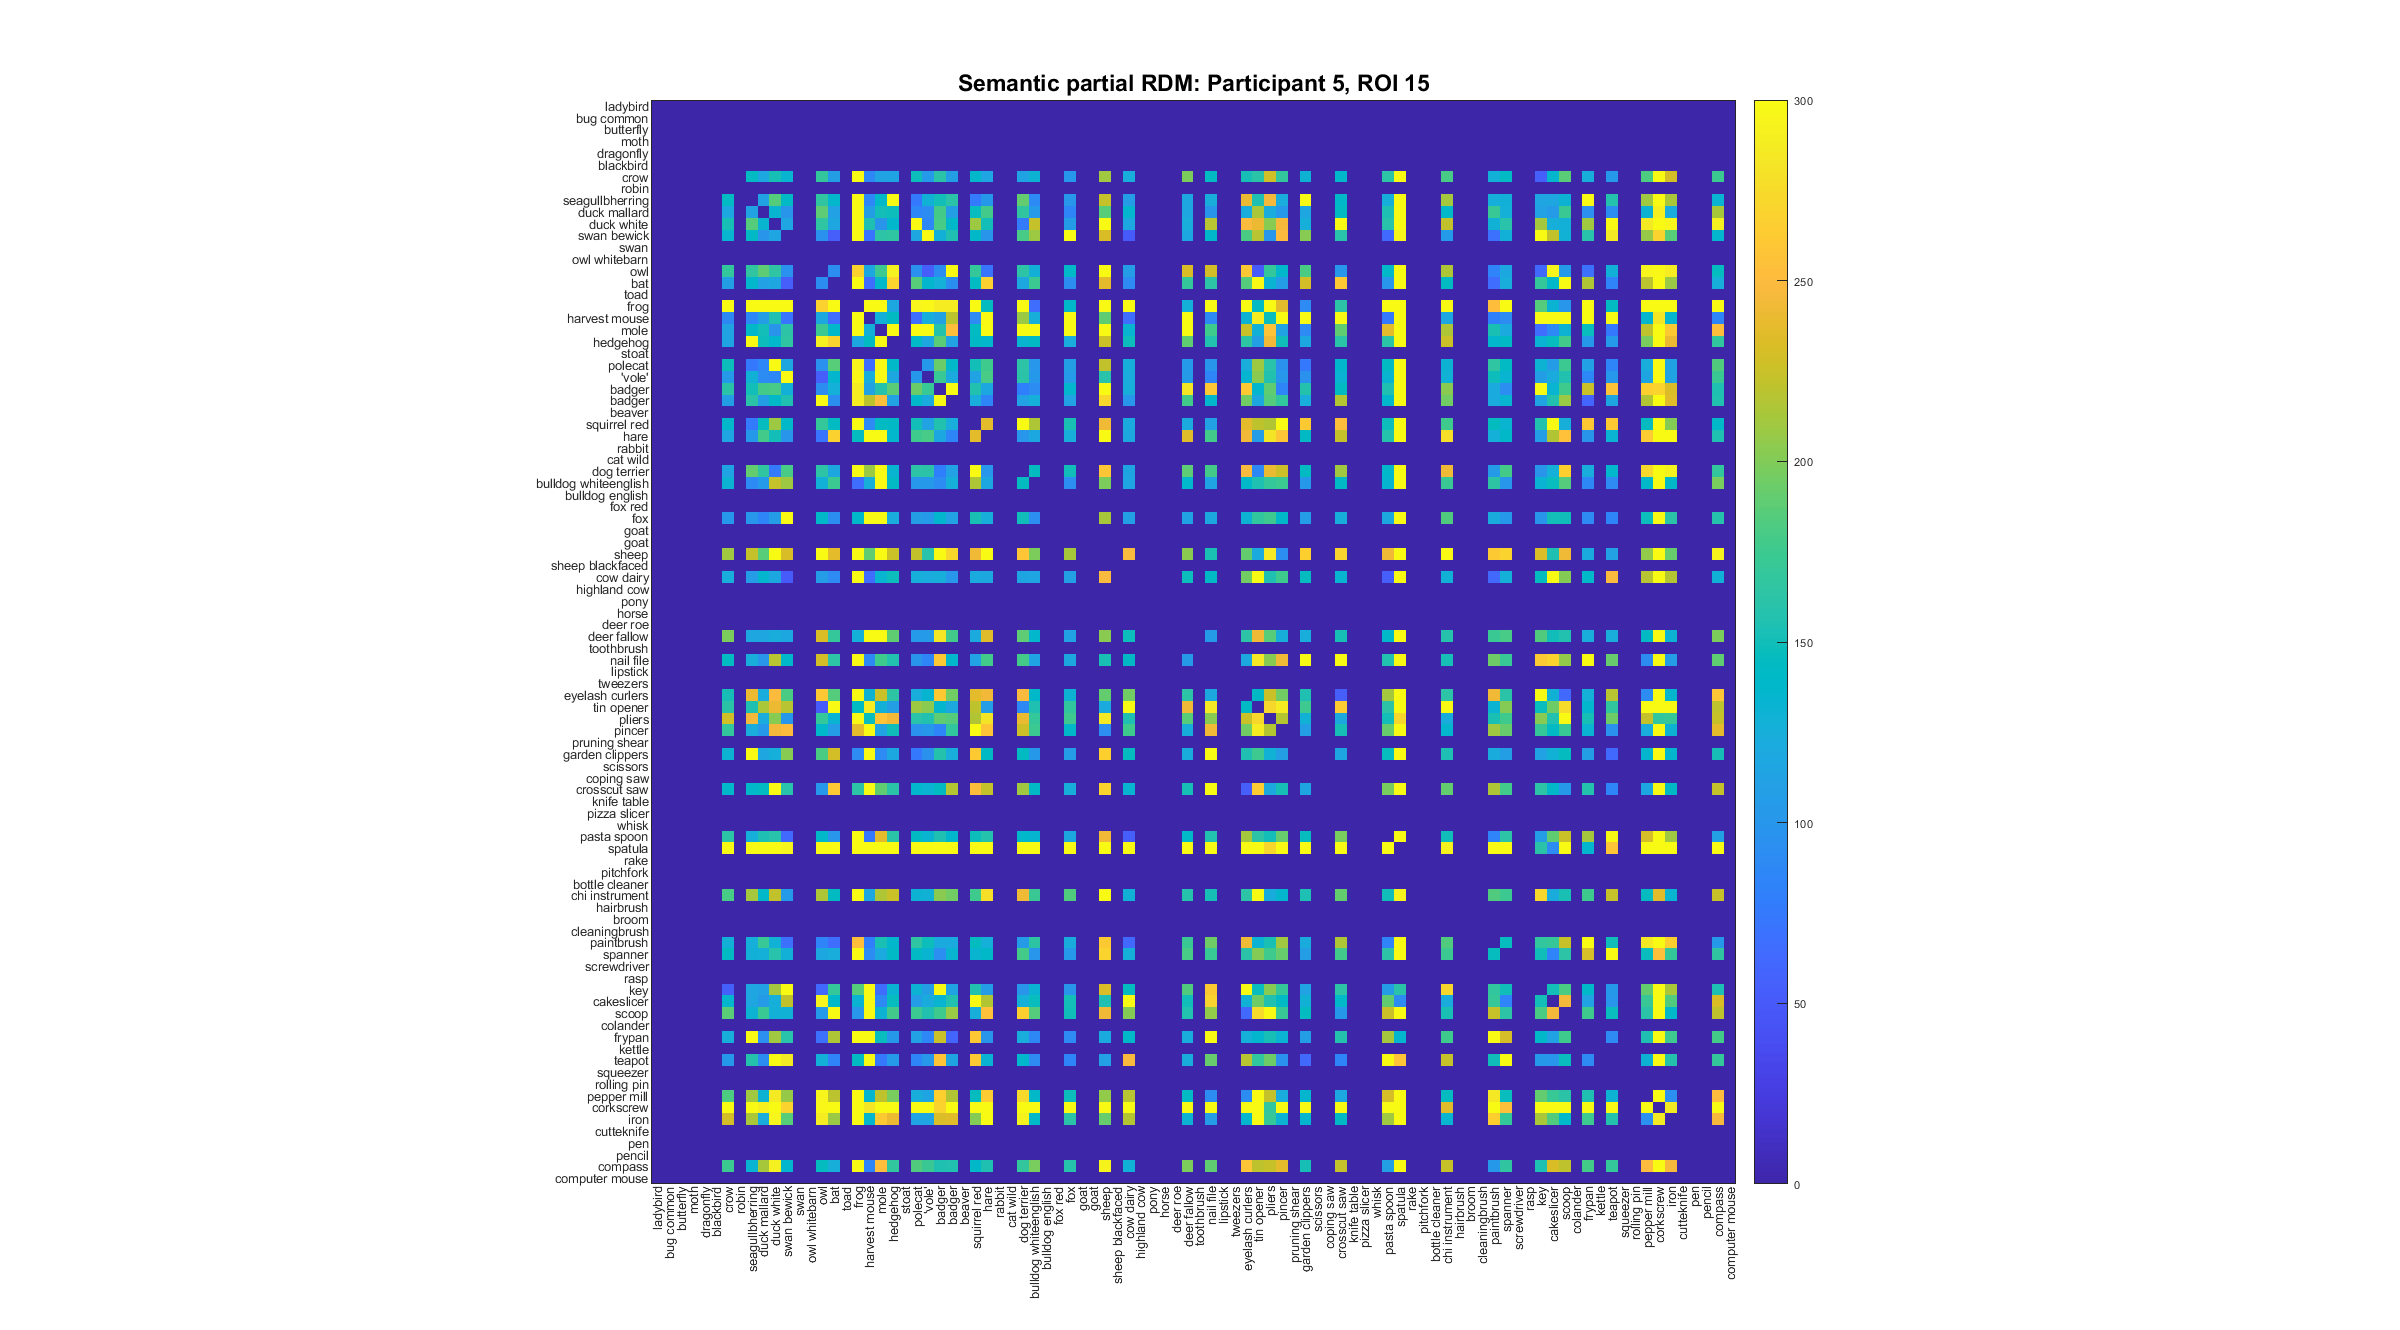 Semantic partial RDM: Participant 5, ROI 15
ladybird
bug common
butterfly
moth
dragonfly
blackbird
crow
robin
seagullbherring
duck mallard
duck white
swan bewick
swan
owl whitebarn
owl
bat
toad
frog
harvest mouse
mole
hedgehog
stoat
polecat
'vole'
badger
badger
beaver
squirrel red
hare
rabbit
cat wild
dog terrier
bulldog whiteenglish
bulldog english
fox red
fox
goat
goat
sheep
sheep blackfaced
cow dairy
highland cow
pony
horse
deer roe
deer fallow
toothbrush
nail file
lipstick
tweezers
eyelash curlers
tin opener
pliers
pincer
pruning shear
garden clippers
scissors
coping saw
crosscut saw
knife table
pizza slicer
whisk
pasta spoon
spatula
rake
pitchfork
bottle cleaner
chi instrument
hairbrush
broom
cleaningbrush
paintbrush
spanner
screwdriver
rasp
key
cakeslicer
scoop
colander
frypan
kettle
teapot
squeezer
rolling pin
pepper mill
corkscrew
iron
cutteknife
pen
pencil
compass
computer mouse
ladybird
bug common
butterfly
moth
dragonfly
blackbird
crow
robin
seagullbherring
duck mallard
duck white
swan bewick
swan
owl whitebarn
owl
bat
toad
frog
harvest mouse
mole
hedgehog
stoat
polecat
'vole'
badger
badger
beaver
squirrel red
hare
rabbit
cat wild
dog terrier
bulldog whiteenglish
bulldog english
fox red
fox
goat
goat
sheep
sheep blackfaced
cow dairy
highland cow
pony
horse
deer roe
deer fallow
toothbrush
nail file
lipstick
tweezers
eyelash curlers
tin opener
pliers
pincer
pruning shear
garden clippers
scissors
coping saw
crosscut saw
knife table
pizza slicer
whisk
pasta spoon
spatula
rake
pitchfork
bottle cleaner
chi instrument
hairbrush
broom
cleaningbrush
paintbrush
spanner
screwdriver
rasp
key
cakeslicer
scoop
colander
frypan
kettle
teapot
squeezer
rolling pin
pepper mill
corkscrew
iron
cutteknife
pen
pencil
compass
computer mouse
300
250
200
150
100
50
0